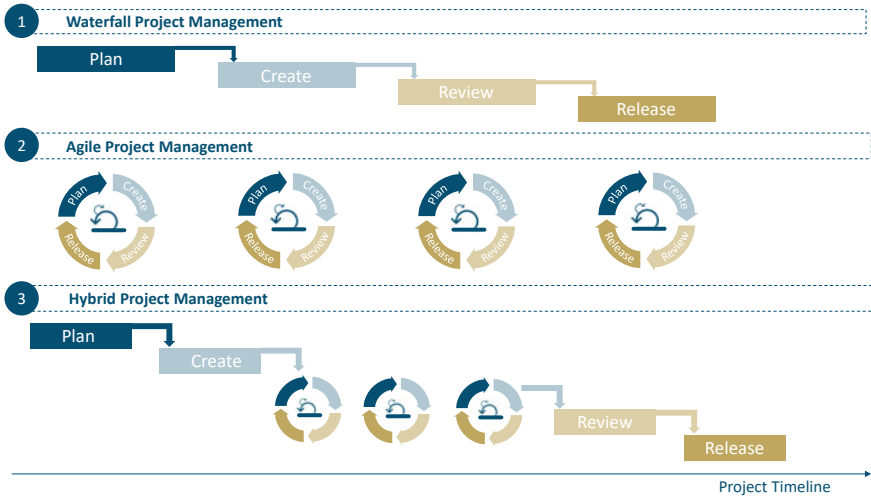 1 Waterfall Project Management
Plan
Create
Review
Release
2 Agile Project Management
Plan Create
Release Review
Plan Create
Release Review
Plan Create
Release Review
Plan Create
Release Review
3 Hybrid Project Management
Plan
Create
Review
Release
Project Timeline